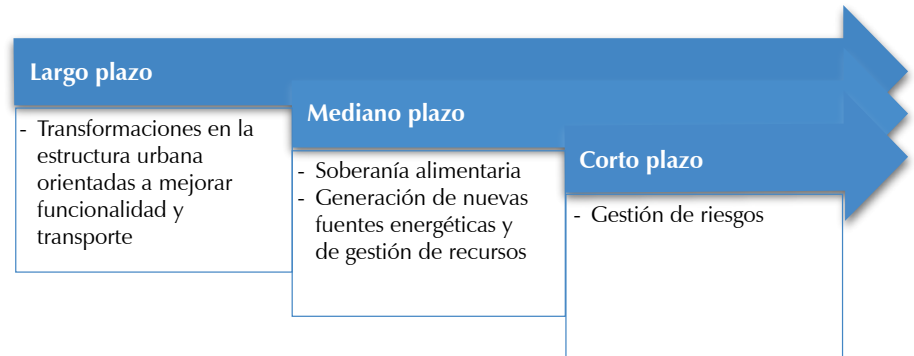 Largo plazo
- Transformaciones en la
estructura urbana
orientadas a mejorar
funcionalidad y
transporte
Mediano plazo
- Soberanía alimentaria
- Generación de nuevas
fuentes energéticas y
de gestión de recursos
Corto plazo
- Gestión de riesgos